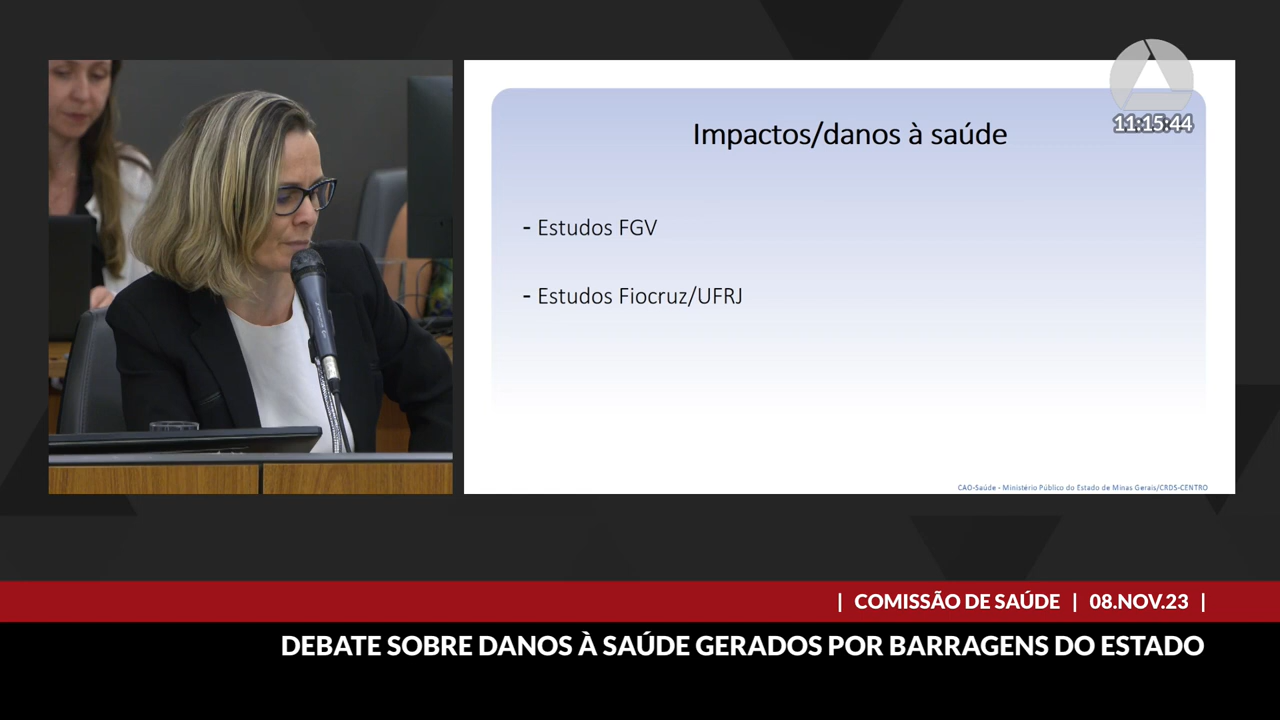 11:15:44
Impactos/danos à saúde
- Estudos FGV
- Estudos Fiocruz/UFRJ
CAO-Saúde - Ministério Público do Estado de Minas Gerais/CRDS-CENTRO
| COMISSÃO DE SAÚDE | 08.NOV.23 |
DEBATE SOBRE DANOS À SAÚDE GERADOS POR BARRAGENS DO ESTADO